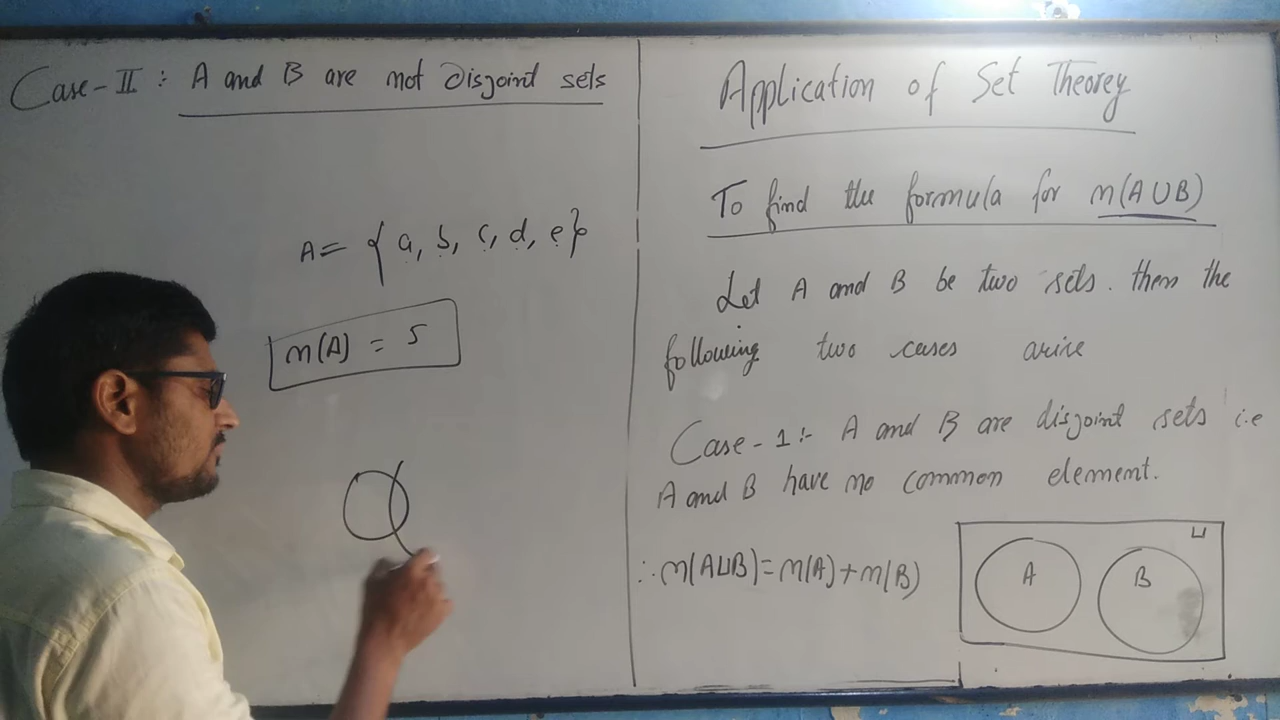 Case-II : A and B are not Disjoint sets
A = { a, b, c, d, e}
n(A) = 5
Application of Set Theorey
To find the formula for n(A∪B)
Let A and B be two sets. then the
following two cases arise
Case-1:- A and B are disjoint sets i.e
A and B have no common element.
∴ n(A∪B)=n(A)+n(B)
U
A B